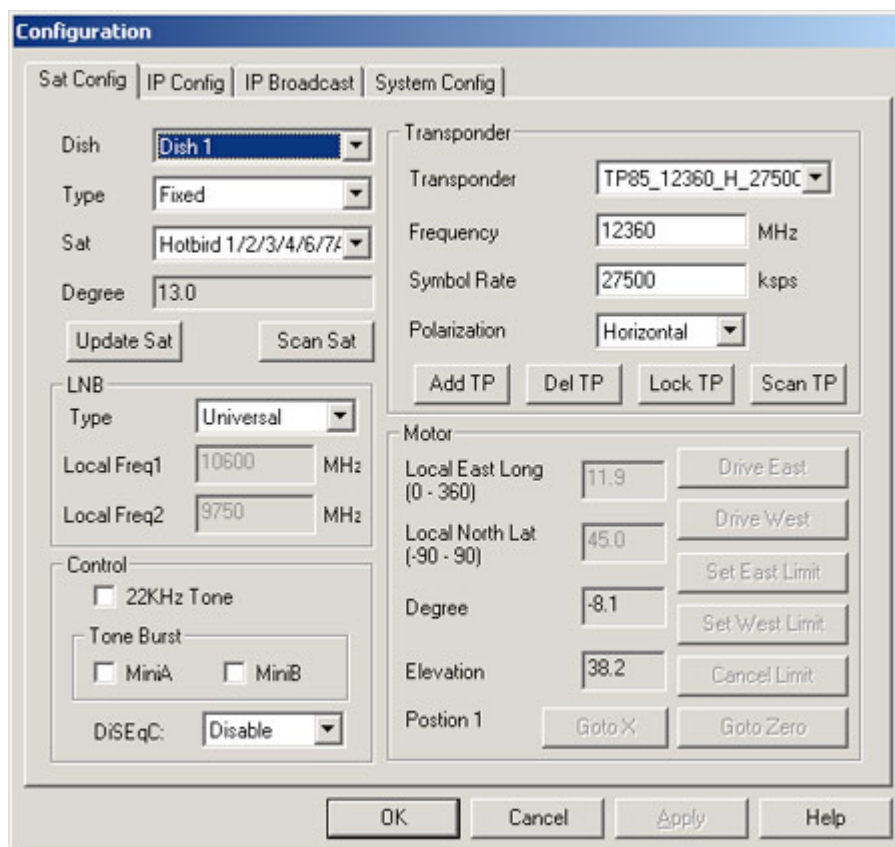 Configuration
Sat Config
IP Config
IP Broadcast
System Config
Dish
Dish 1
Type
Fixed
Sat
Hotbird 1/2/3/4/6/7/
Degree
13.0
Update Sat
Scan Sat
LNB
Type
Universal
Local Freq1
10600
MHz
Local Freq2
9750
MHz
Control
22KHz Tone
Tone Burst
MiniA
MiniB
DiSEqC:
Disable
Transponder
Transponder
TP85_12360_H_2750
Frequency
12360
MHz
Symbol Rate
27500
ksps
Polarization
Horizontal
Add TP
Del TP
Lock TP
Scan TP
Motor
Local East Long
(0 - 360)
11.9
Drive East
Drive West
Local North Lat
(-90 - 90)
45.0
Set East Limit
Degree
-8.1
Set West Limit
Elevation
38.2
Cancel Limit
Postion 1
Goto X
Goto Zero
OK
Cancel
Apply
Help